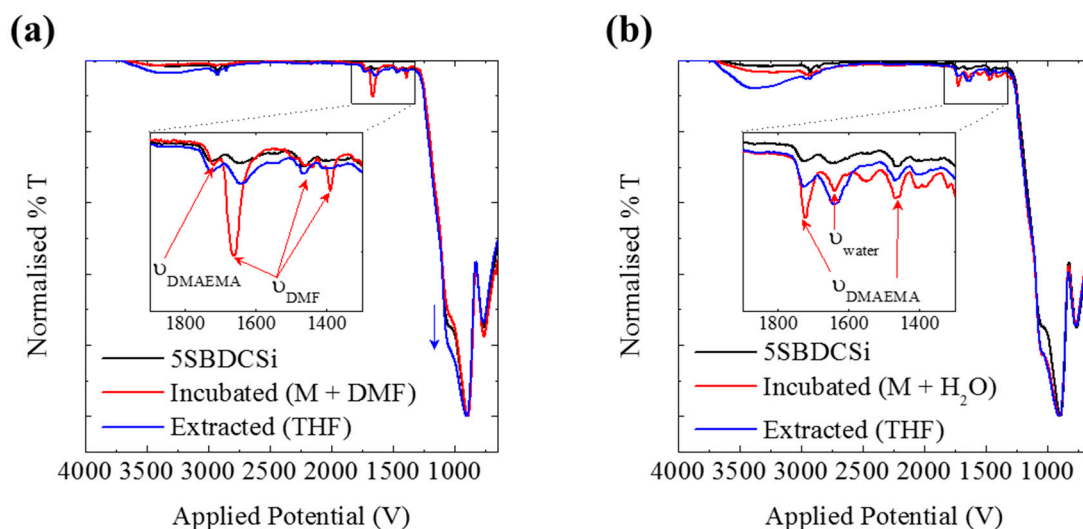 (a)
Normalised % T
υDMAEMA
υDMF
1800 1600 1400
5SBDCSi
Incubated (M + DMF)
Extracted (THF)
4000 3500 3000 2500 2000 1500 1000
Applied Potential (V)
(b)
Normalised % T
υwater
υDMAEMA
1800 1600 1400
5SBDCSi
Incubated (M + H2O)
Extracted (THF)
4000 3500 3000 2500 2000 1500 1000
Applied Potential (V)